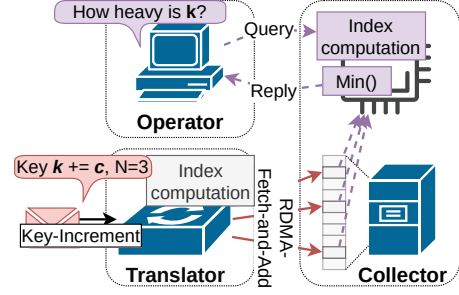 How heavy is k?
Query
Index
computation
Min()
Reply
Operator
Key k += c, N=3
Index
computation
Key-Increment
Translator
RDMA-
Fetch-and-Add
Collector